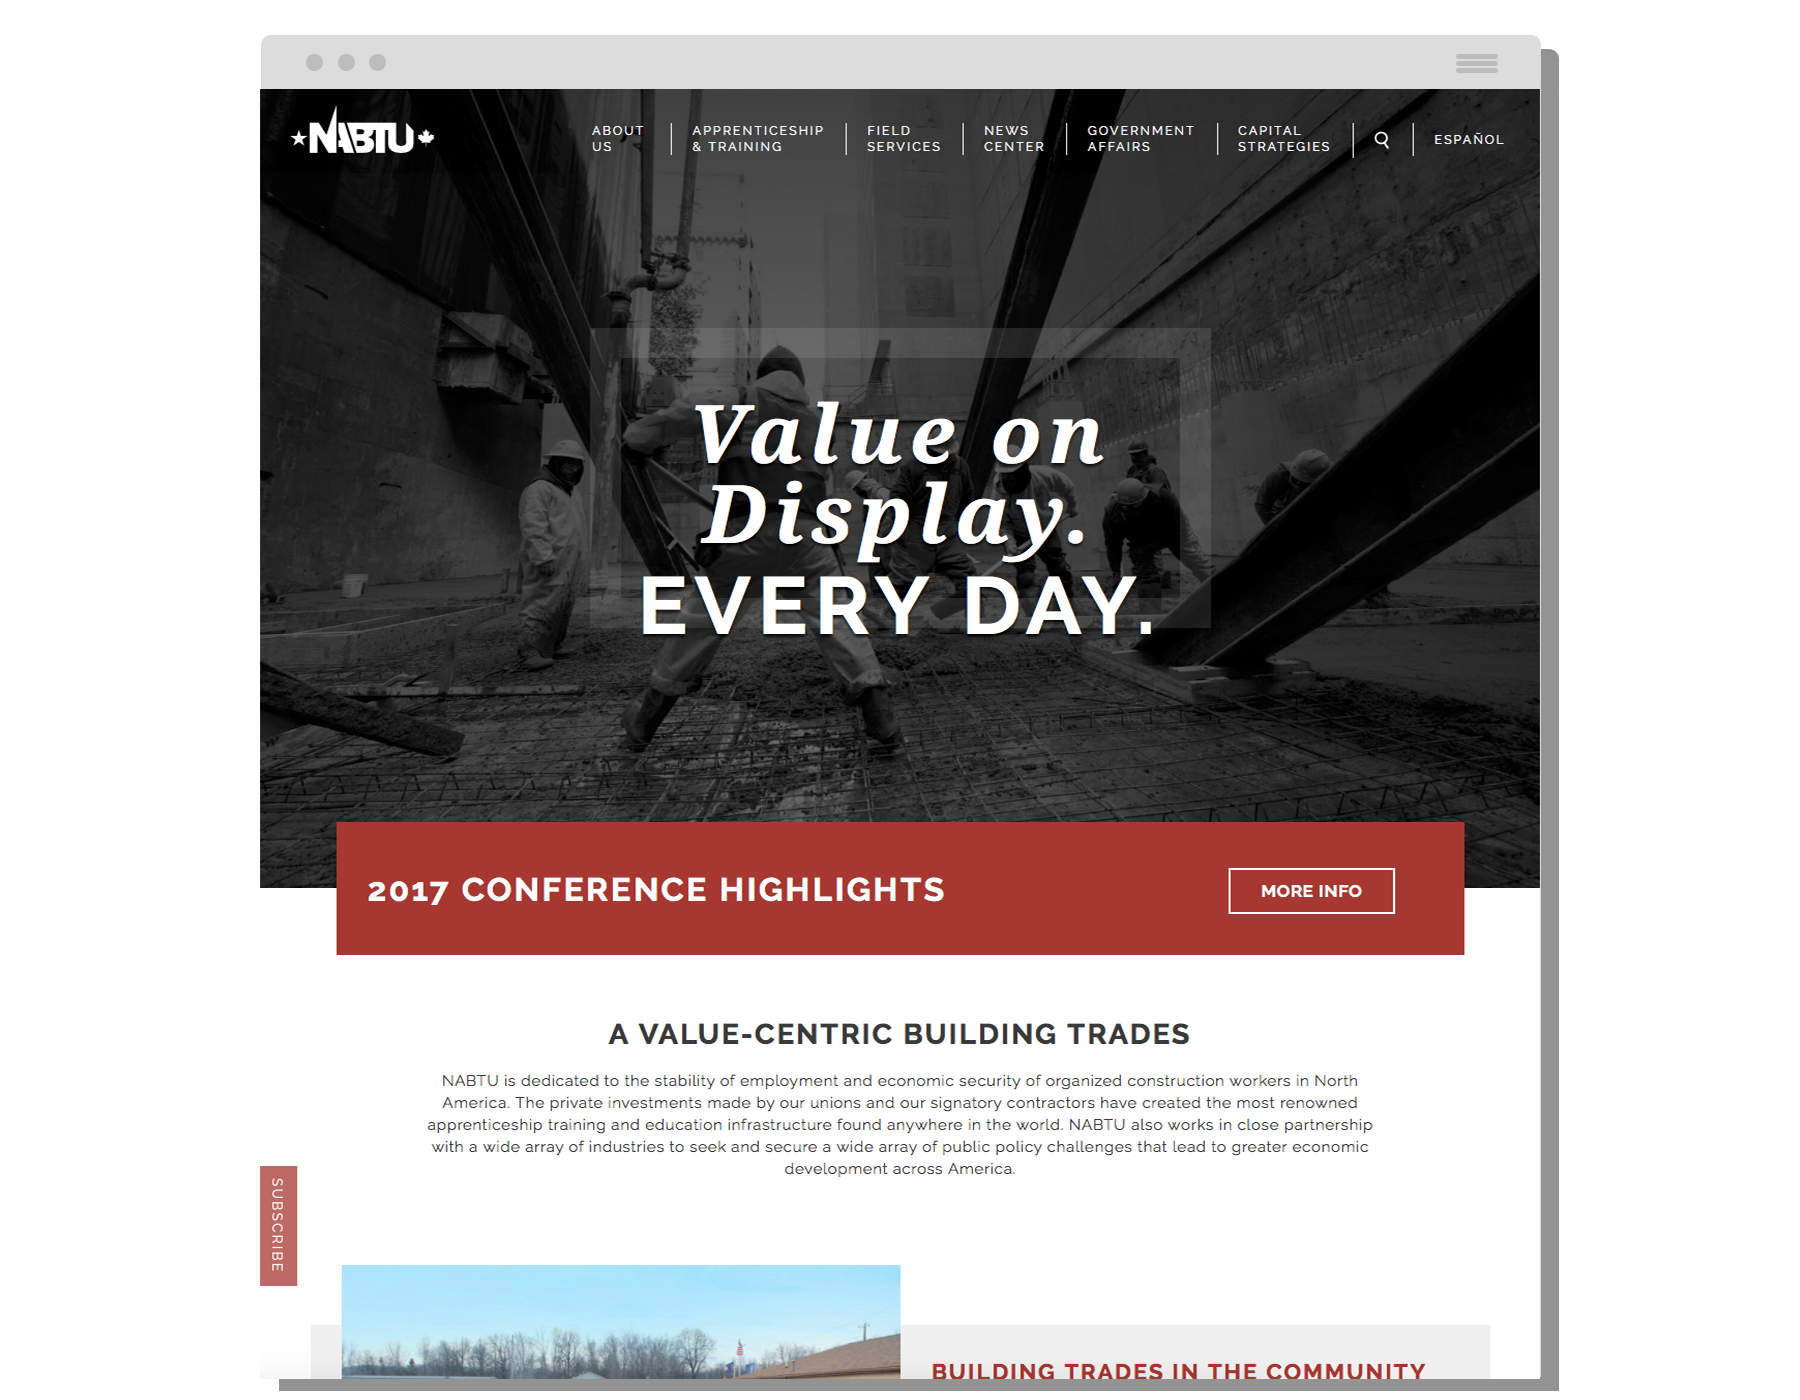 NABTU
ABOUT
US
APPRENTICESHIP
& TRAINING
FIELD
SERVICES
NEWS
CENTER
GOVERNMENT
AFFAIRS
CAPITAL
STRATEGIES
ESPAÑOL
Value on
Display.
EVERY DAY.
2017 CONFERENCE HIGHLIGHTS
MORE INFO
A VALUE-CENTRIC BUILDING TRADES
NABTU is dedicated to the stability of employment and economic security of organized construction workers in North
America. The private investments made by our unions and our signatory contractors have created the most renowned
apprenticeship training and education infrastructure found anywhere in the world. NABTU also works in close partnership
with a wide array of industries to seek and secure a wide array of public policy challenges that lead to greater economic
development across America.
SUBSCRIBE
BUILDING TRADES IN THE COMMUNITY